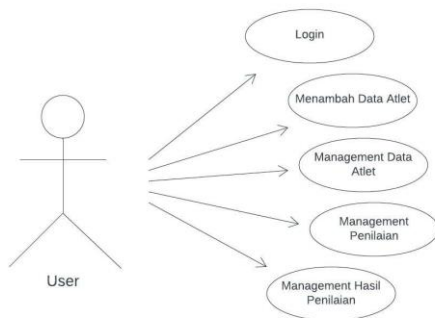 Login
Menambah Data Atlet
Management Data
Atlet
Management
Penilaian
Management Hasil
Penilaian
User